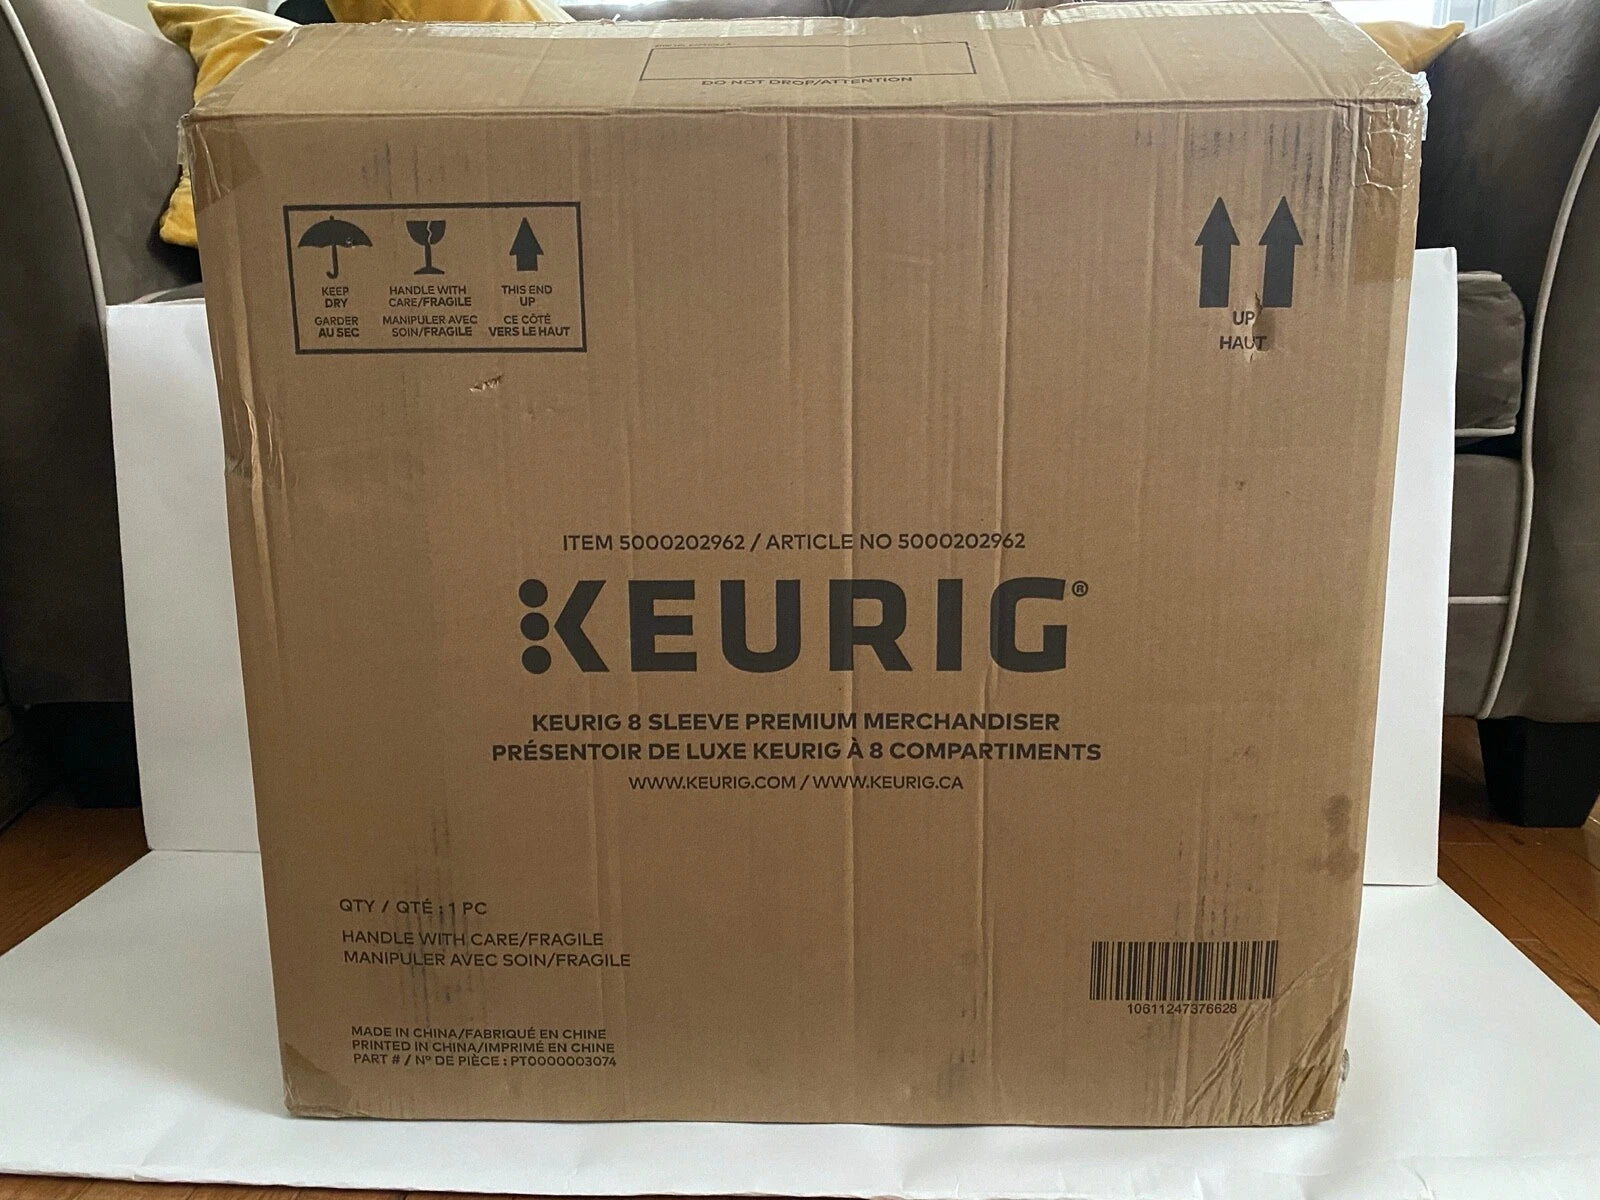 DO NOT DROP/ATTENTION
KEEP
DRY
GARDER
AU SEC
HANDLE WITH
CARE/FRAGILE
MANIPULER AVEC
SOIN/FRAGILE
THIS END
UP
CE CÔTÉ
VERS LE HAUT
UP
HAUT
ITEM 5000202962 / ARTICLE NO 5000202962
KEURIG®
KEURIG 8 SLEEVE PREMIUM MERCHANDISER
PRÉSENTOIR DE LUXE KEURIG À 8 COMPARTIMENTS
WWW.KEURIG.COM / WWW.KEURIG.CA
QTY / QTÉ : 1 PC
HANDLE WITH CARE/FRAGILE
MANIPULER AVEC SOIN/FRAGILE
MADE IN CHINA/FABRIQUÉ EN CHINE
PRINTED IN CHINA/IMPRIMÉ EN CHINE
PART # / Nº DE PIÈCE : PT0000003074
10611247376628